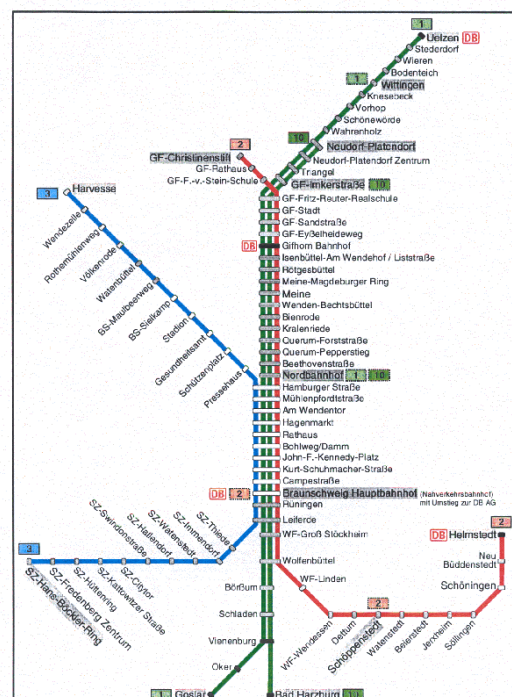 1
Uelzen DB
Stederdorf
Wieren
Bodenteich
1
Wittingen
Knesebeck
Vorhop
Schönewörde
Wahrenholz
10
Neudorf-Platendorf
Neudorf-Platendorf Zentrum
Triangel
GF-Imkerstraße 10
2
GF-Christinenstift
GF-Rathaus
GF-F.-v.-Stein-Schule
GF-Fritz-Reuter-Realschule
GF-Stadt
GF-Sandstraße
GF-Eyßelheideweg
DB Gifhorn Bahnhof
Isenbüttel-Am Wendehof / Liststraße
Rötgesbüttel
Meine-Magdeburger Ring
Meine
Wenden-Bechtsbüttel
Bienrode
Kralenriede
Querum-Forststraße
Querum-Pepperstieg
Beethovenstraße
Nordbahnhof 1 10
Hamburger Straße
Mühlenpfordtstraße
Am Wendentor
Hagenmarkt
Rathaus
Bohlweg/Damm
John-F.-Kennedy-Platz
Kurt-Schuhmacher-Straße
Campestraße
DB 2
Braunschweig Hauptbahnhof (Nahverkehrsbahnhof)
mit Umstieg zur DB AG
Rüningen
Leiferde
WF-Groß Stöckheim
Wolfenbüttel
3
Harvesse
Wendezelle
Rothemühlenweg
Völkenrode
Watenbüttel
BS-Maulbeerweg
BS-Sielkamp
Stadion
Gesundheitsamt
Schützenplatz
Pressehaus
SZ-Thiede
SZ-Immendorf
SZ-Watenstedt
SZ-Hallendorf
SZ-Swindonstraße
SZ-Citytor
SZ-Kattowitzer Straße
SZ-Hüttenring
SZ-Fredenberg Zentrum
SZ-Hans-Böckler-Ring
3
WF-Linden
WF-Wendessen
Dettum
2
Schöppenstedt
Watenstedt
Beierstedt
Jerxheim
Söllingen
Schöningen
Neu
Büddenstedt
DB Helmstedt
2
Börßum
Schladen
Vienenburg
Oker
1 Goslar
Bad Harzburg